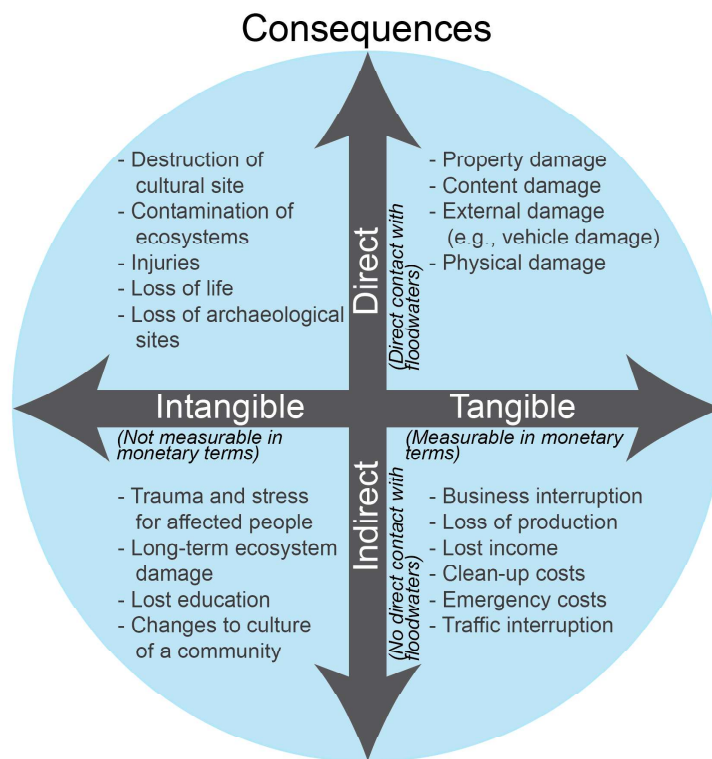 Consequences
- Destruction of
cultural site
- Contamination of
ecosystems
- Injuries
- Loss of life
- Loss of archaeological
sites
- Property damage
- Content damage
- External damage
(e.g., vehicle damage)
- Physical damage
Direct
(Direct contact with
floodwaters)
Intangible
(Not measurable in
monetary terms)
Tangible
(Measurable in monetary
terms)
- Trauma and stress
for affected people
- Long-term ecosystem
damage
- Lost education
- Changes to culture
of a community
Indirect
(No direct contact with
floodwaters)
- Business interruption
- Loss of production
- Lost income
- Clean-up costs
- Emergency costs
- Traffic interruption